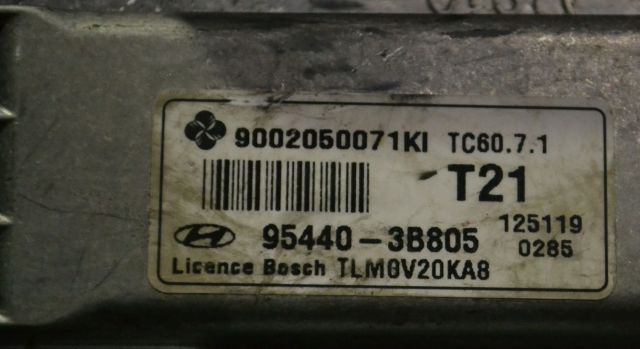 9002050071KI TC60.7.1
T21
95440-3B805 125119
0285
Licence Bosch TLM0V20KA8